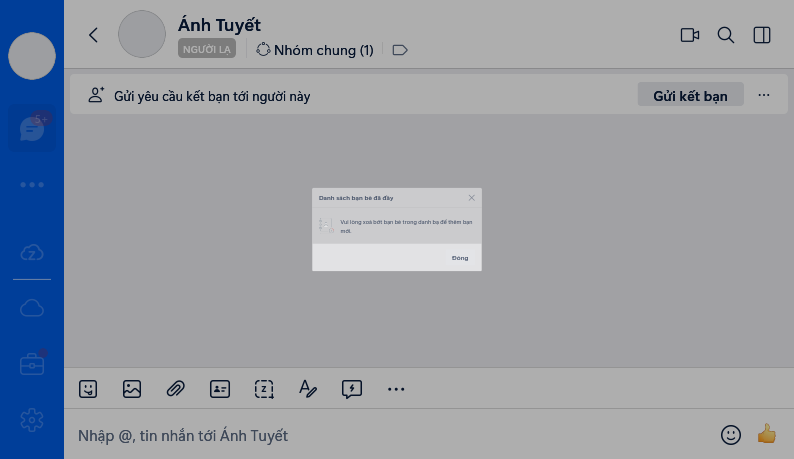 Ánh Tuyết
NGƯỜI LẠ
Nhóm chung (1)
5+
Gửi yêu cầu kết bạn tới người này
Gửi kết bạn
Danh sách bạn bè đã đầy
Vui lòng xoá bớt bạn bè trong danh bạ để thêm bạn
mới.
Đóng
Z
Z
Nhập @, tin nhắn tới Ánh Tuyết